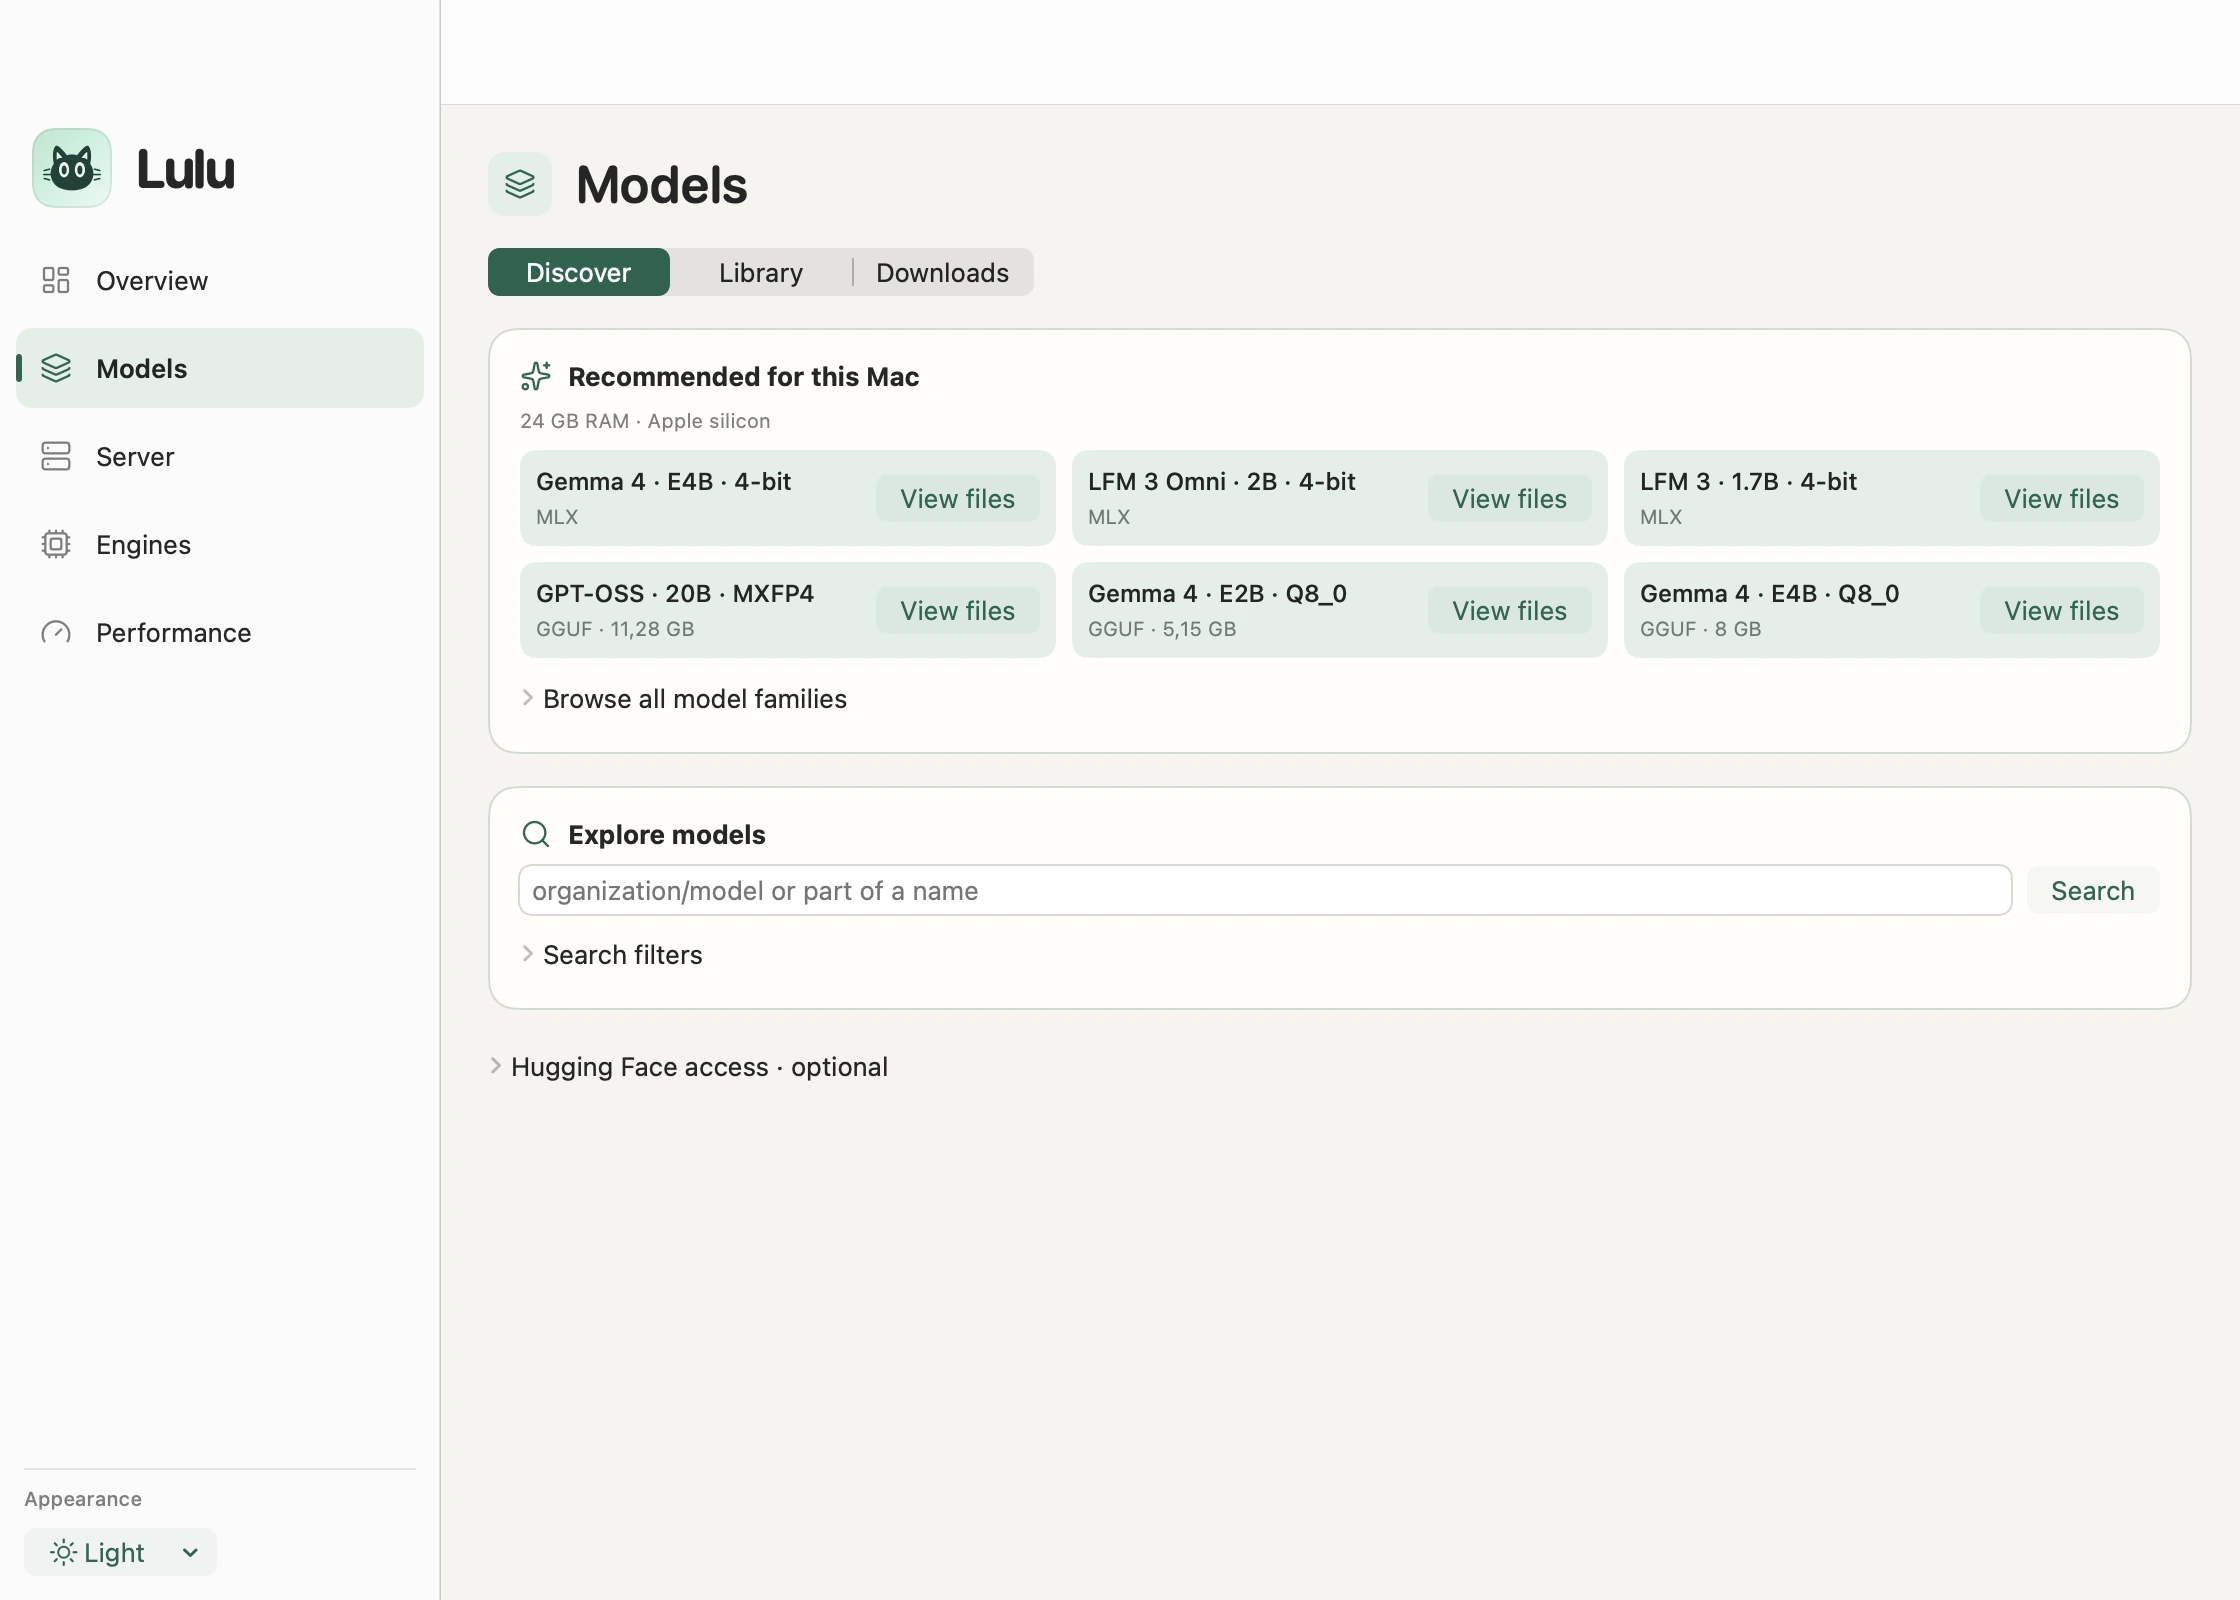 Lulu
Overview
Models
Server
Engines
Performance
Appearance
Light
Models
Discover
Library
Downloads
Recommended for this Mac
24 GB RAM · Apple silicon
Gemma 4 · E4B · 4-bit
MLX
View files
LFM 3 Omni · 2B · 4-bit
MLX
View files
LFM 3 · 1.7B · 4-bit
MLX
View files
GPT-OSS · 20B · MXFP4
GGUF · 11,28 GB
View files
Gemma 4 · E2B · Q8_0
GGUF · 5,15 GB
View files
Gemma 4 · E4B · Q8_0
GGUF · 8 GB
View files
Browse all model families
Explore models
organization/model or part of a name
Search
Search filters
Hugging Face access · optional